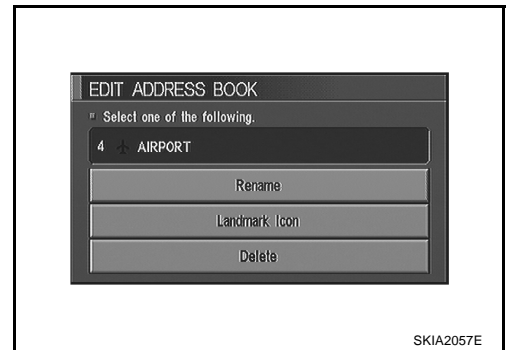 EDIT ADDRESS BOOK
Select one of the following.
4 AIRPORT
Rename
Landmark Icon
Delete
SKIA2057E